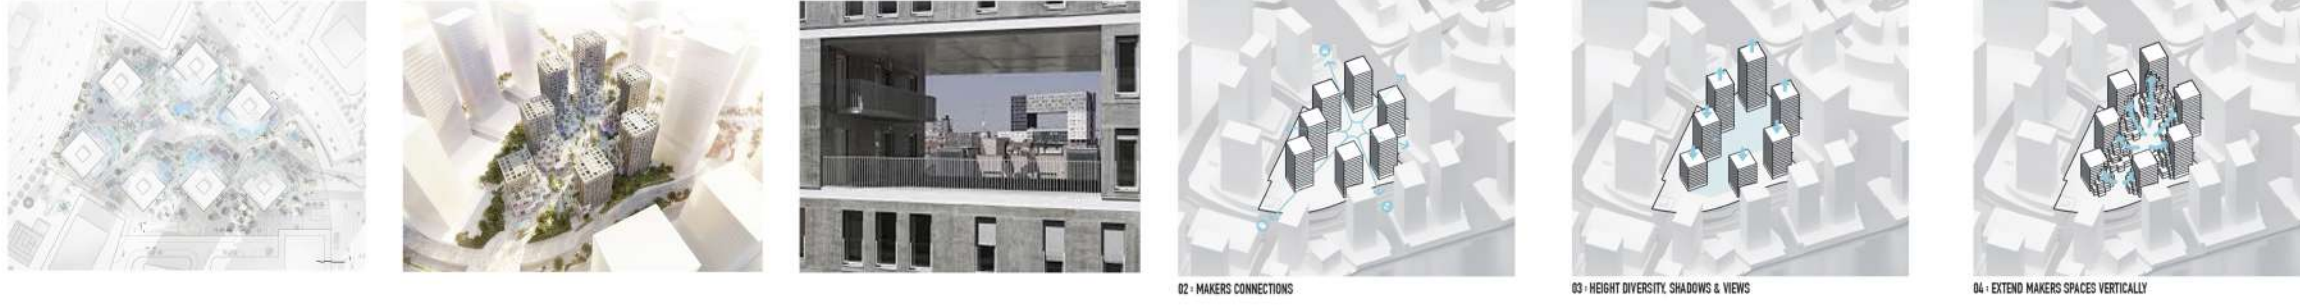 02 : MAKERS CONNECTIONS
03 : HEIGHT DIVERSITY, SHADOWS & VIEWS
04 : EXTEND MAKERS SPACES VERTICALLY